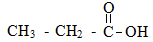 O
CH₃ - CH₂ - C - OH